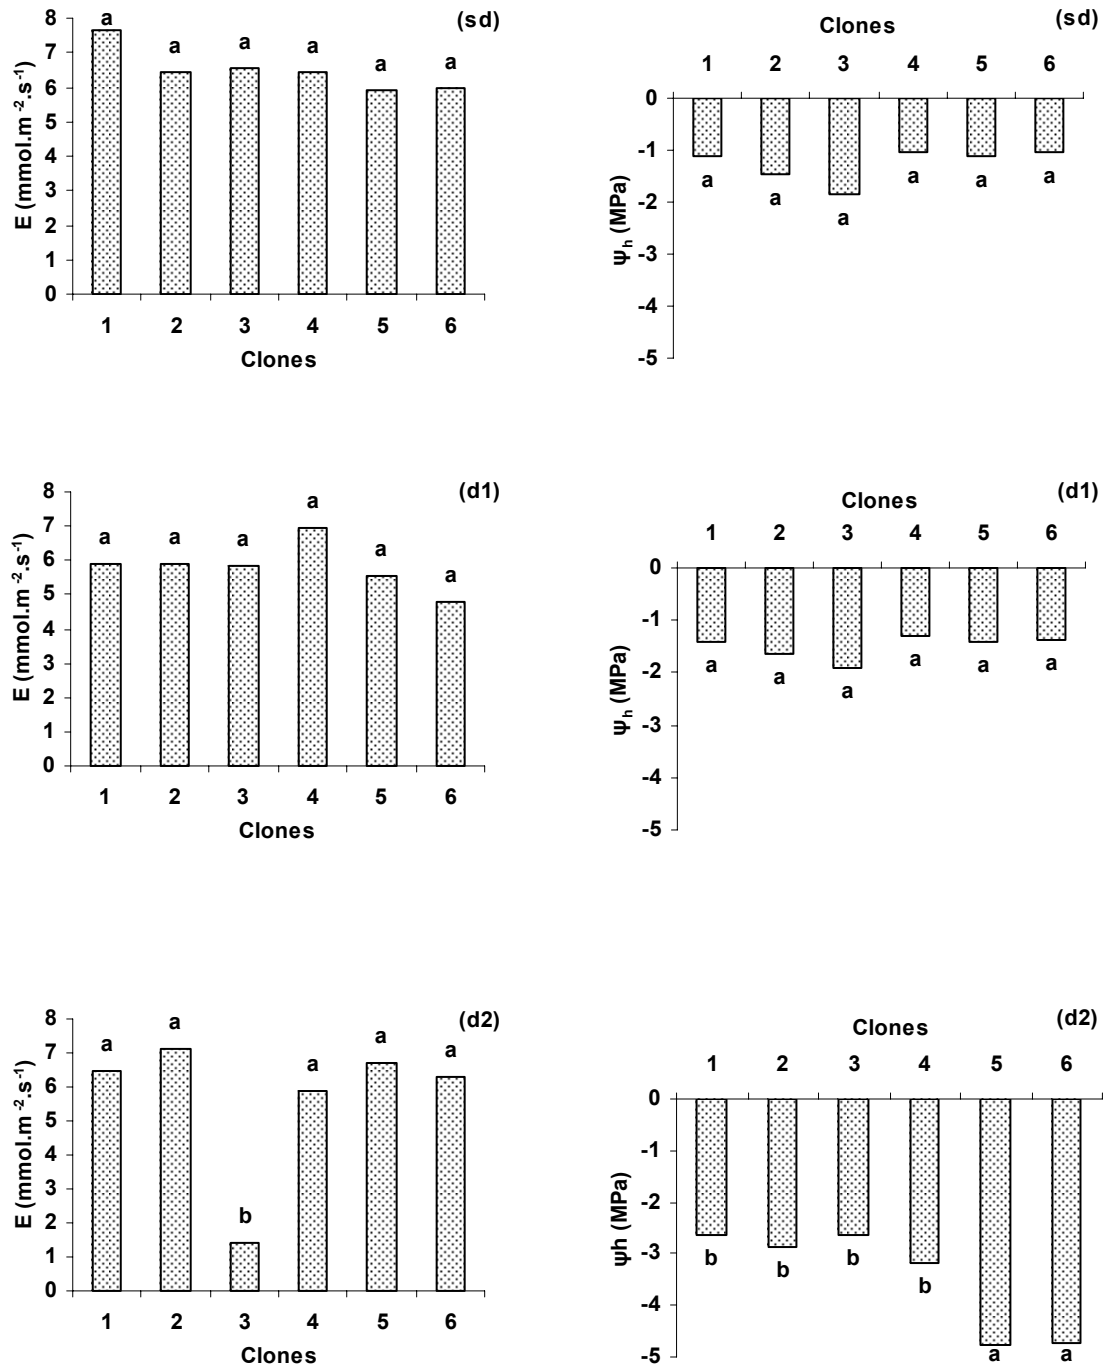 (sd)
8
7
6
5
4
3
2
1
0
E (mmol.m⁻².s⁻¹)
a a a a a a
1 2 3 4 5 6
Clones
(sd)
Clones
1 2 3 4 5 6
0
-1
-2
-3
-4
-5
Ψh (MPa)
a a a a a a
(d1)
8
7
6
5
4
3
2
1
0
E (mmol.m⁻².s⁻¹)
a a a a a a
1 2 3 4 5 6
Clones
(d1)
Clones
1 2 3 4 5 6
0
-1
-2
-3
-4
-5
Ψh (MPa)
a a a a a a
(d2)
8
7
6
5
4
3
2
1
0
E (mmol.m⁻².s⁻¹)
a a b a a a
1 2 3 4 5 6
Clones
(d2)
Clones
1 2 3 4 5 6
0
-1
-2
-3
-4
-5
Ψh (MPa)
b b b b a a